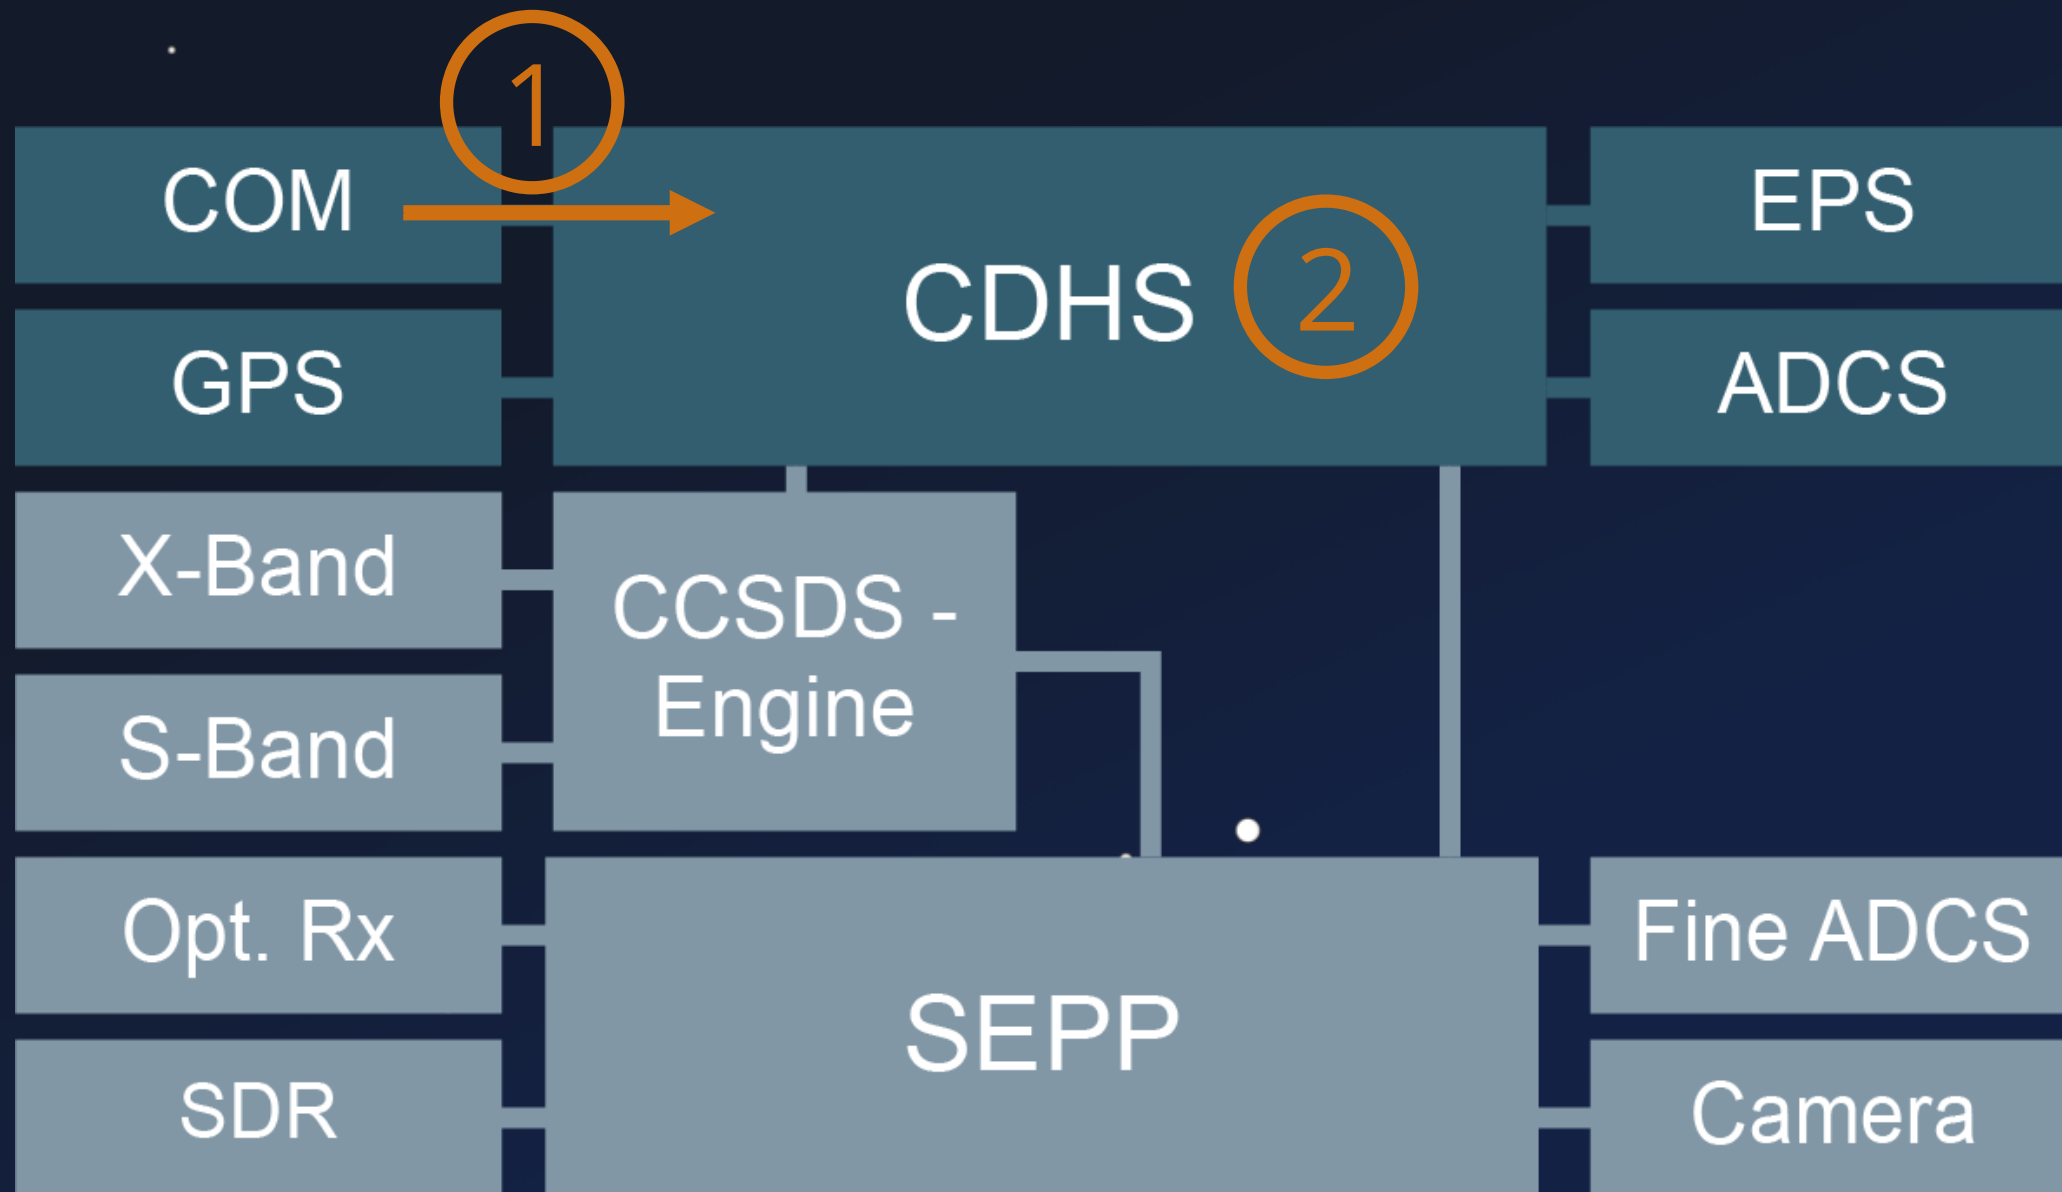 1
COM
CDHS
2
EPS
GPS
ADCS
X-Band
CCSDS -
Engine
S-Band
Opt. Rx
SEPP
Fine ADCS
SDR
Camera